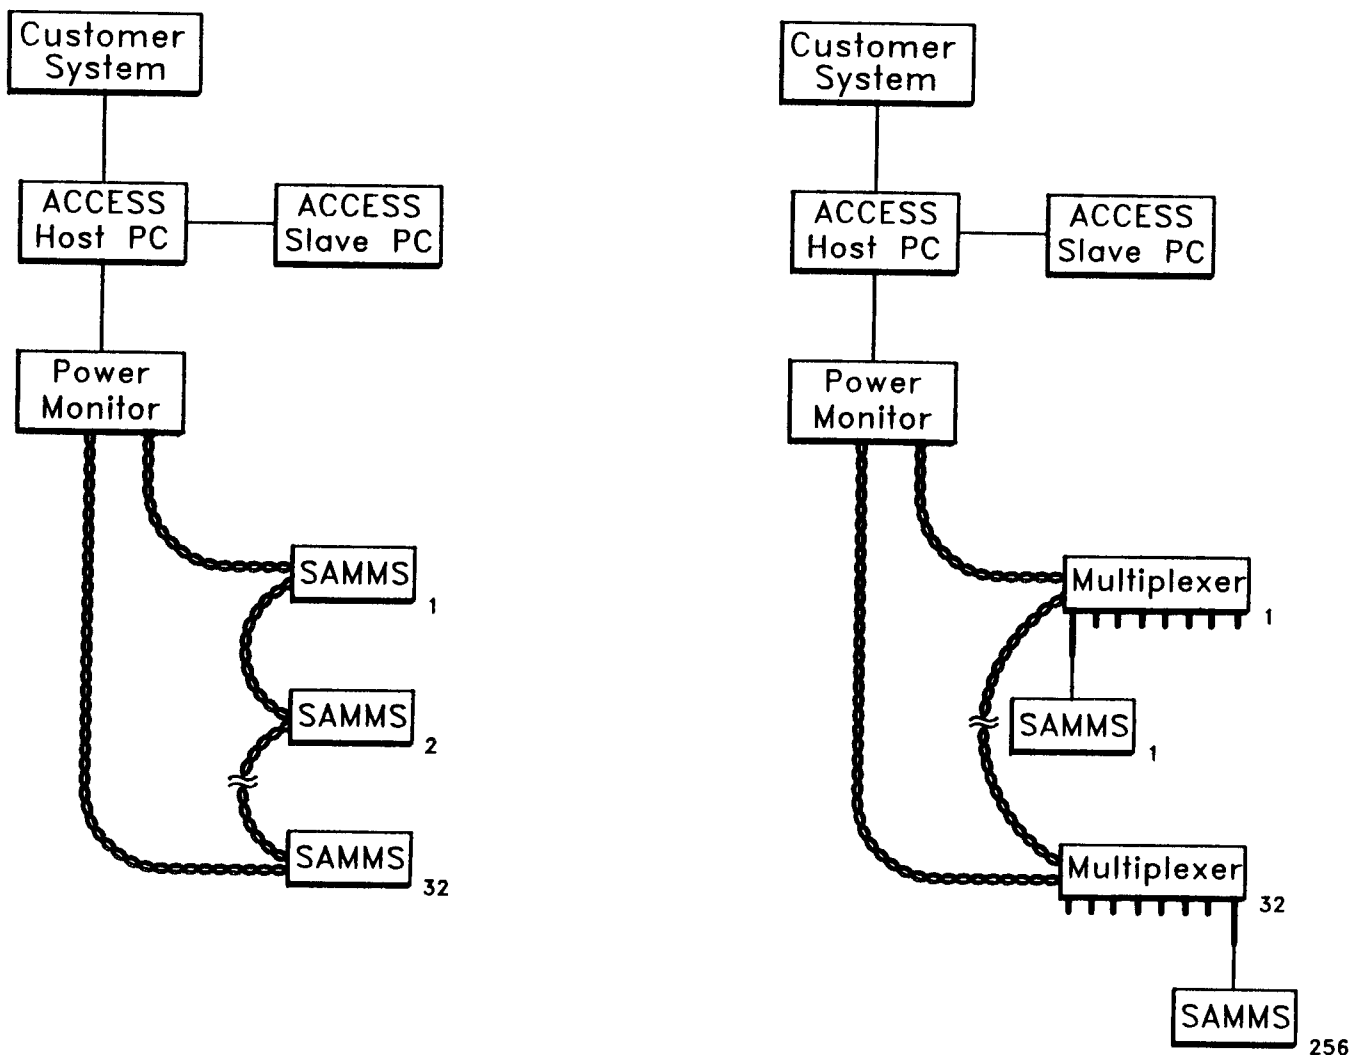 Customer
System
ACCESS
Host PC
ACCESS
Slave PC
Power
Monitor
SAMMS
1
SAMMS
2
SAMMS
32
Customer
System
ACCESS
Host PC
ACCESS
Slave PC
Power
Monitor
Multiplexer
1
SAMMS
1
Multiplexer
32
SAMMS
256